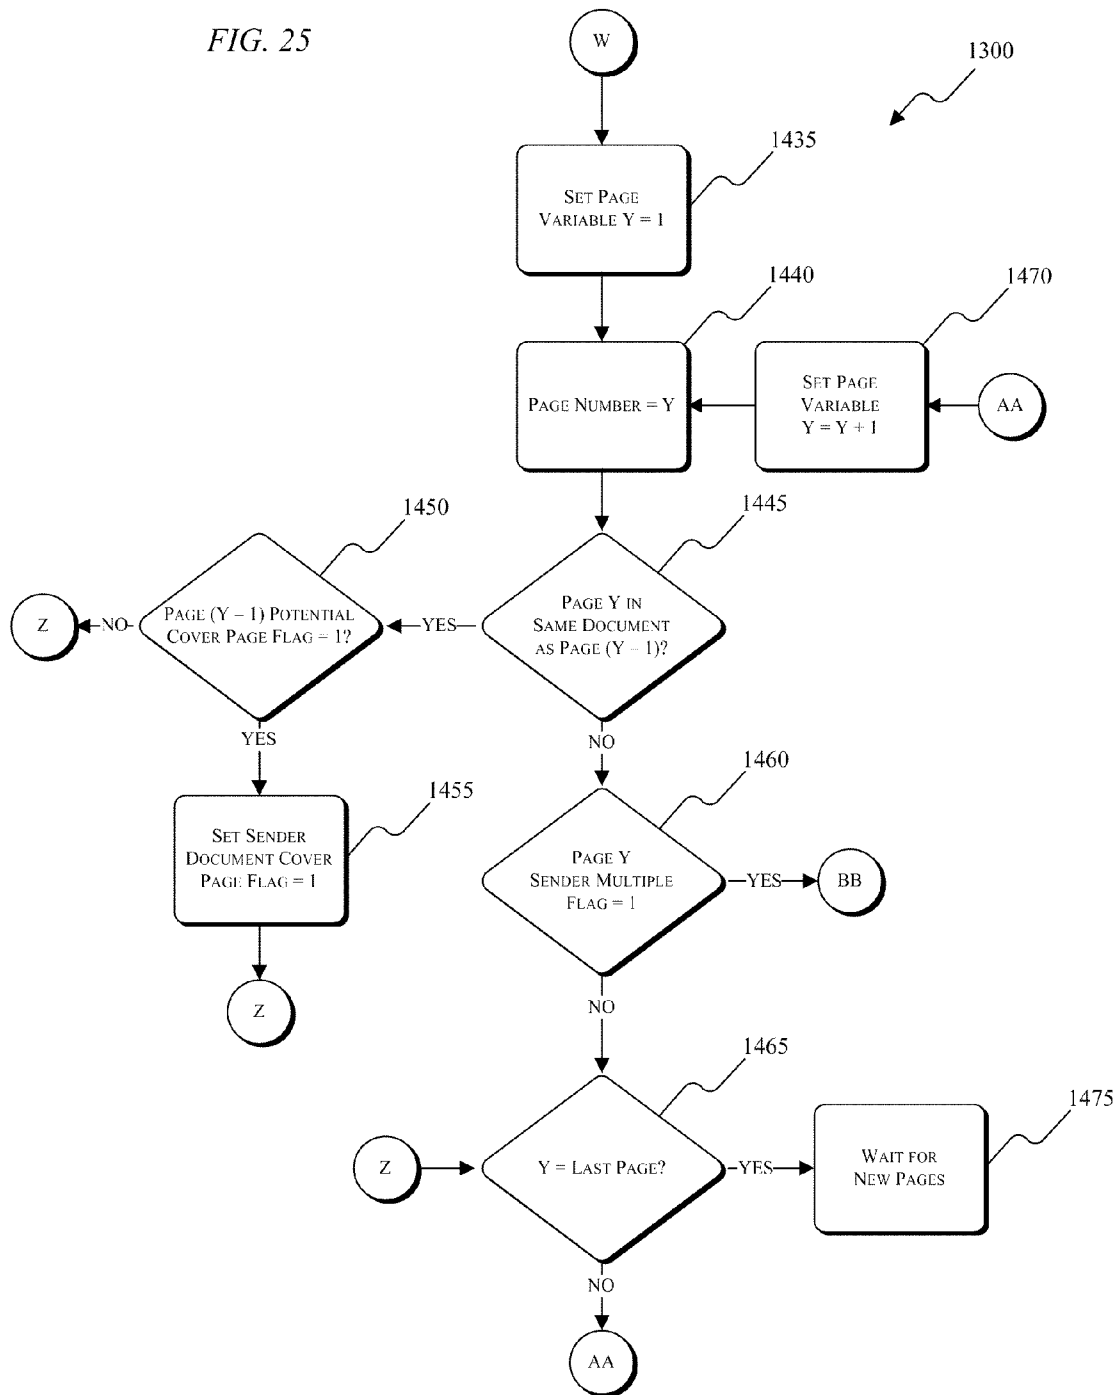 FIG. 25
W
1300
1435
SET PAGE
VARIABLE Y = 1
1440
1470
PAGE NUMBER = Y
SET PAGE
VARIABLE
Y = Y + 1
AA
1450
1445
Z
NO
PAGE (Y – 1) POTENTIAL
COVER PAGE FLAG = 1?
YES
PAGE Y IN
SAME DOCUMENT
AS PAGE (Y – 1)?
YES
NO
1455
1460
SET SENDER
DOCUMENT COVER
PAGE FLAG = 1
PAGE Y
SENDER MULTIPLE
FLAG = 1
YES
BB
Z
NO
1465
1475
Z
Y = LAST PAGE?
YES
WAIT FOR
NEW PAGES
NO
AA